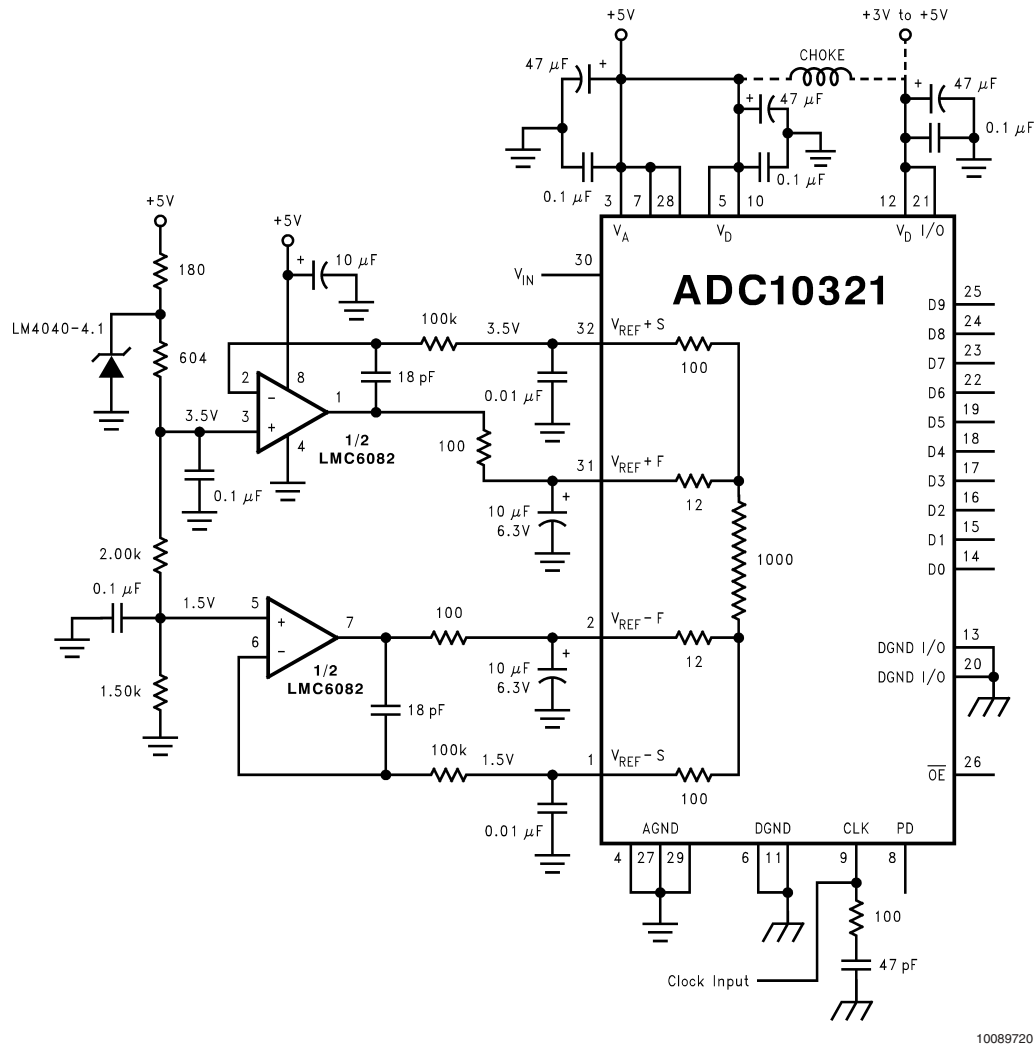 +5V
+3V to +5V
47 µF +
CHOKE
+ 47 µF
+ 47 µF
0.1 µF
0.1 µF
0.1 µF
3 7 28 5 10 12 21
V_A V_D V_D I/O
+5V
180
LM4040-4.1
604
3.5V
0.1 µF
2.00k
0.1 µF
1.5V
1.50k
+5V
+ 10 µF
100k
3.5V
18 pF
0.01 µF
2
8
−
1
3
+
4
1/2
LMC6082
100
10 µF
6.3V
+
5
+
7
6
−
1/2
LMC6082
100
10 µF
6.3V
+
18 pF
100k
1.5V
0.01 µF
V_IN
30
ADC10321
32 V_REF+S
100
31 V_REF+F
12
1000
2 V_REF−F
12
1 V_REF−S
100
D9 25
D8 24
D7 23
D6 22
D5 19
D4 18
D3 17
D2 16
D1 15
D0 14
DGND I/O 13
DGND I/O 20
O̅E̅ 26
AGND DGND CLK PD
4 27 29 6 11 9 8
100
47 pF
Clock Input
10089720